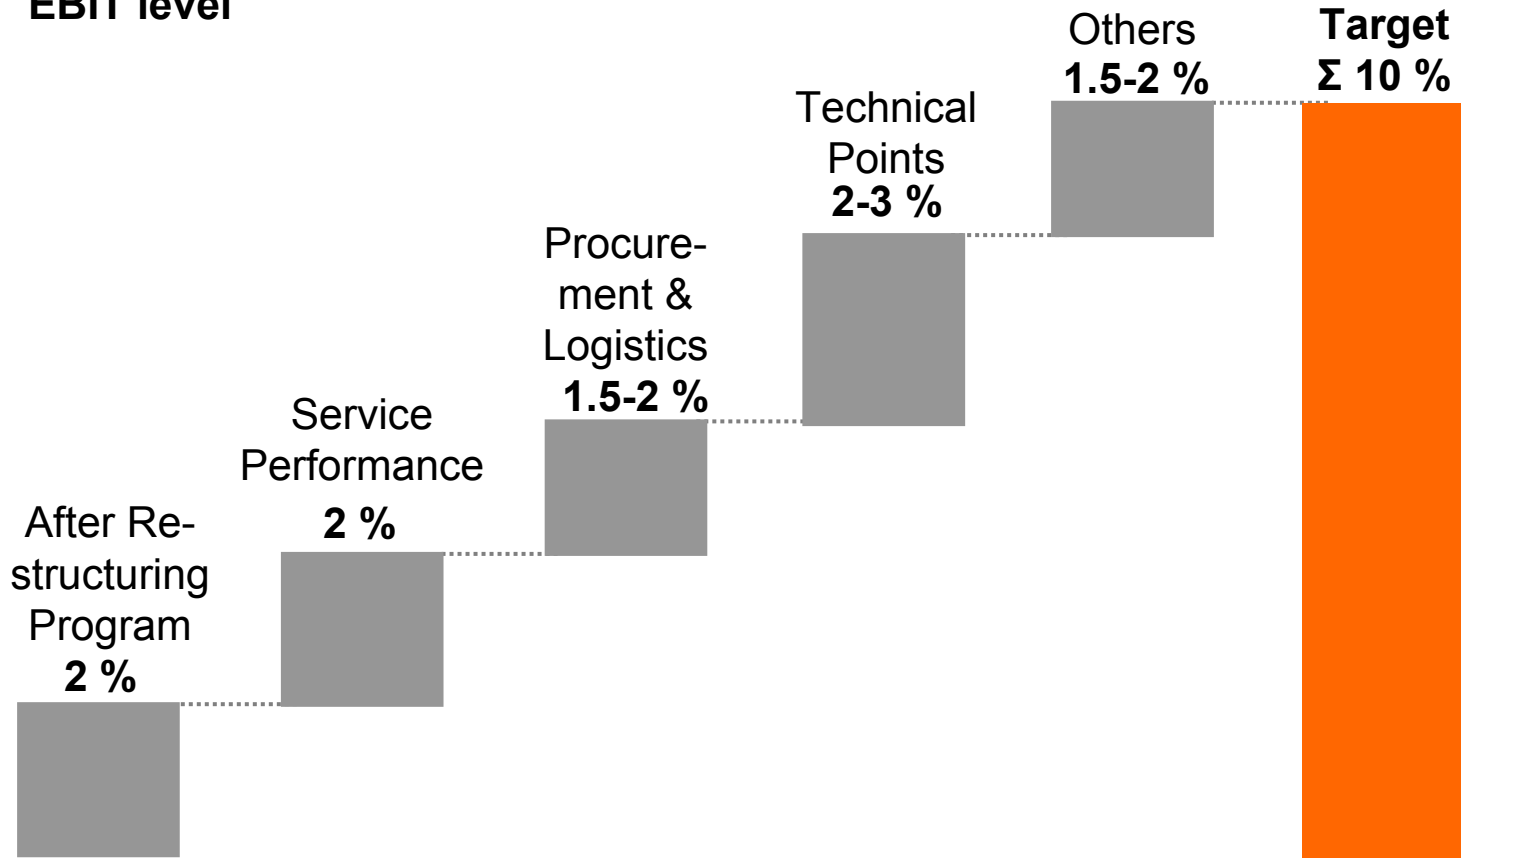 EBIT level
After Re-
structuring
Program
2 %
Service
Performance
2 %
Procure-
ment &
Logistics
1.5-2 %
Technical
Points
2-3 %
Others
1.5-2 %
Target
Σ 10 %